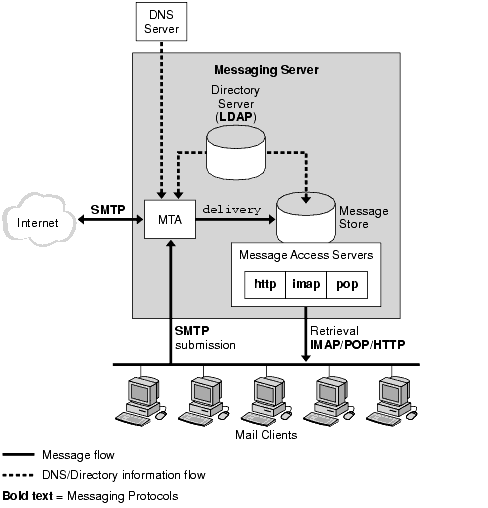 DNS
Server
Messaging Server
Directory
Server
(LDAP)
Internet
SMTP
MTA
delivery
Message
Store
Message Access Servers
http imap pop
SMTP
submission
Retrieval
IMAP/POP/HTTP
Mail Clients
Message flow
DNS/Directory information flow
Bold text = Messaging Protocols